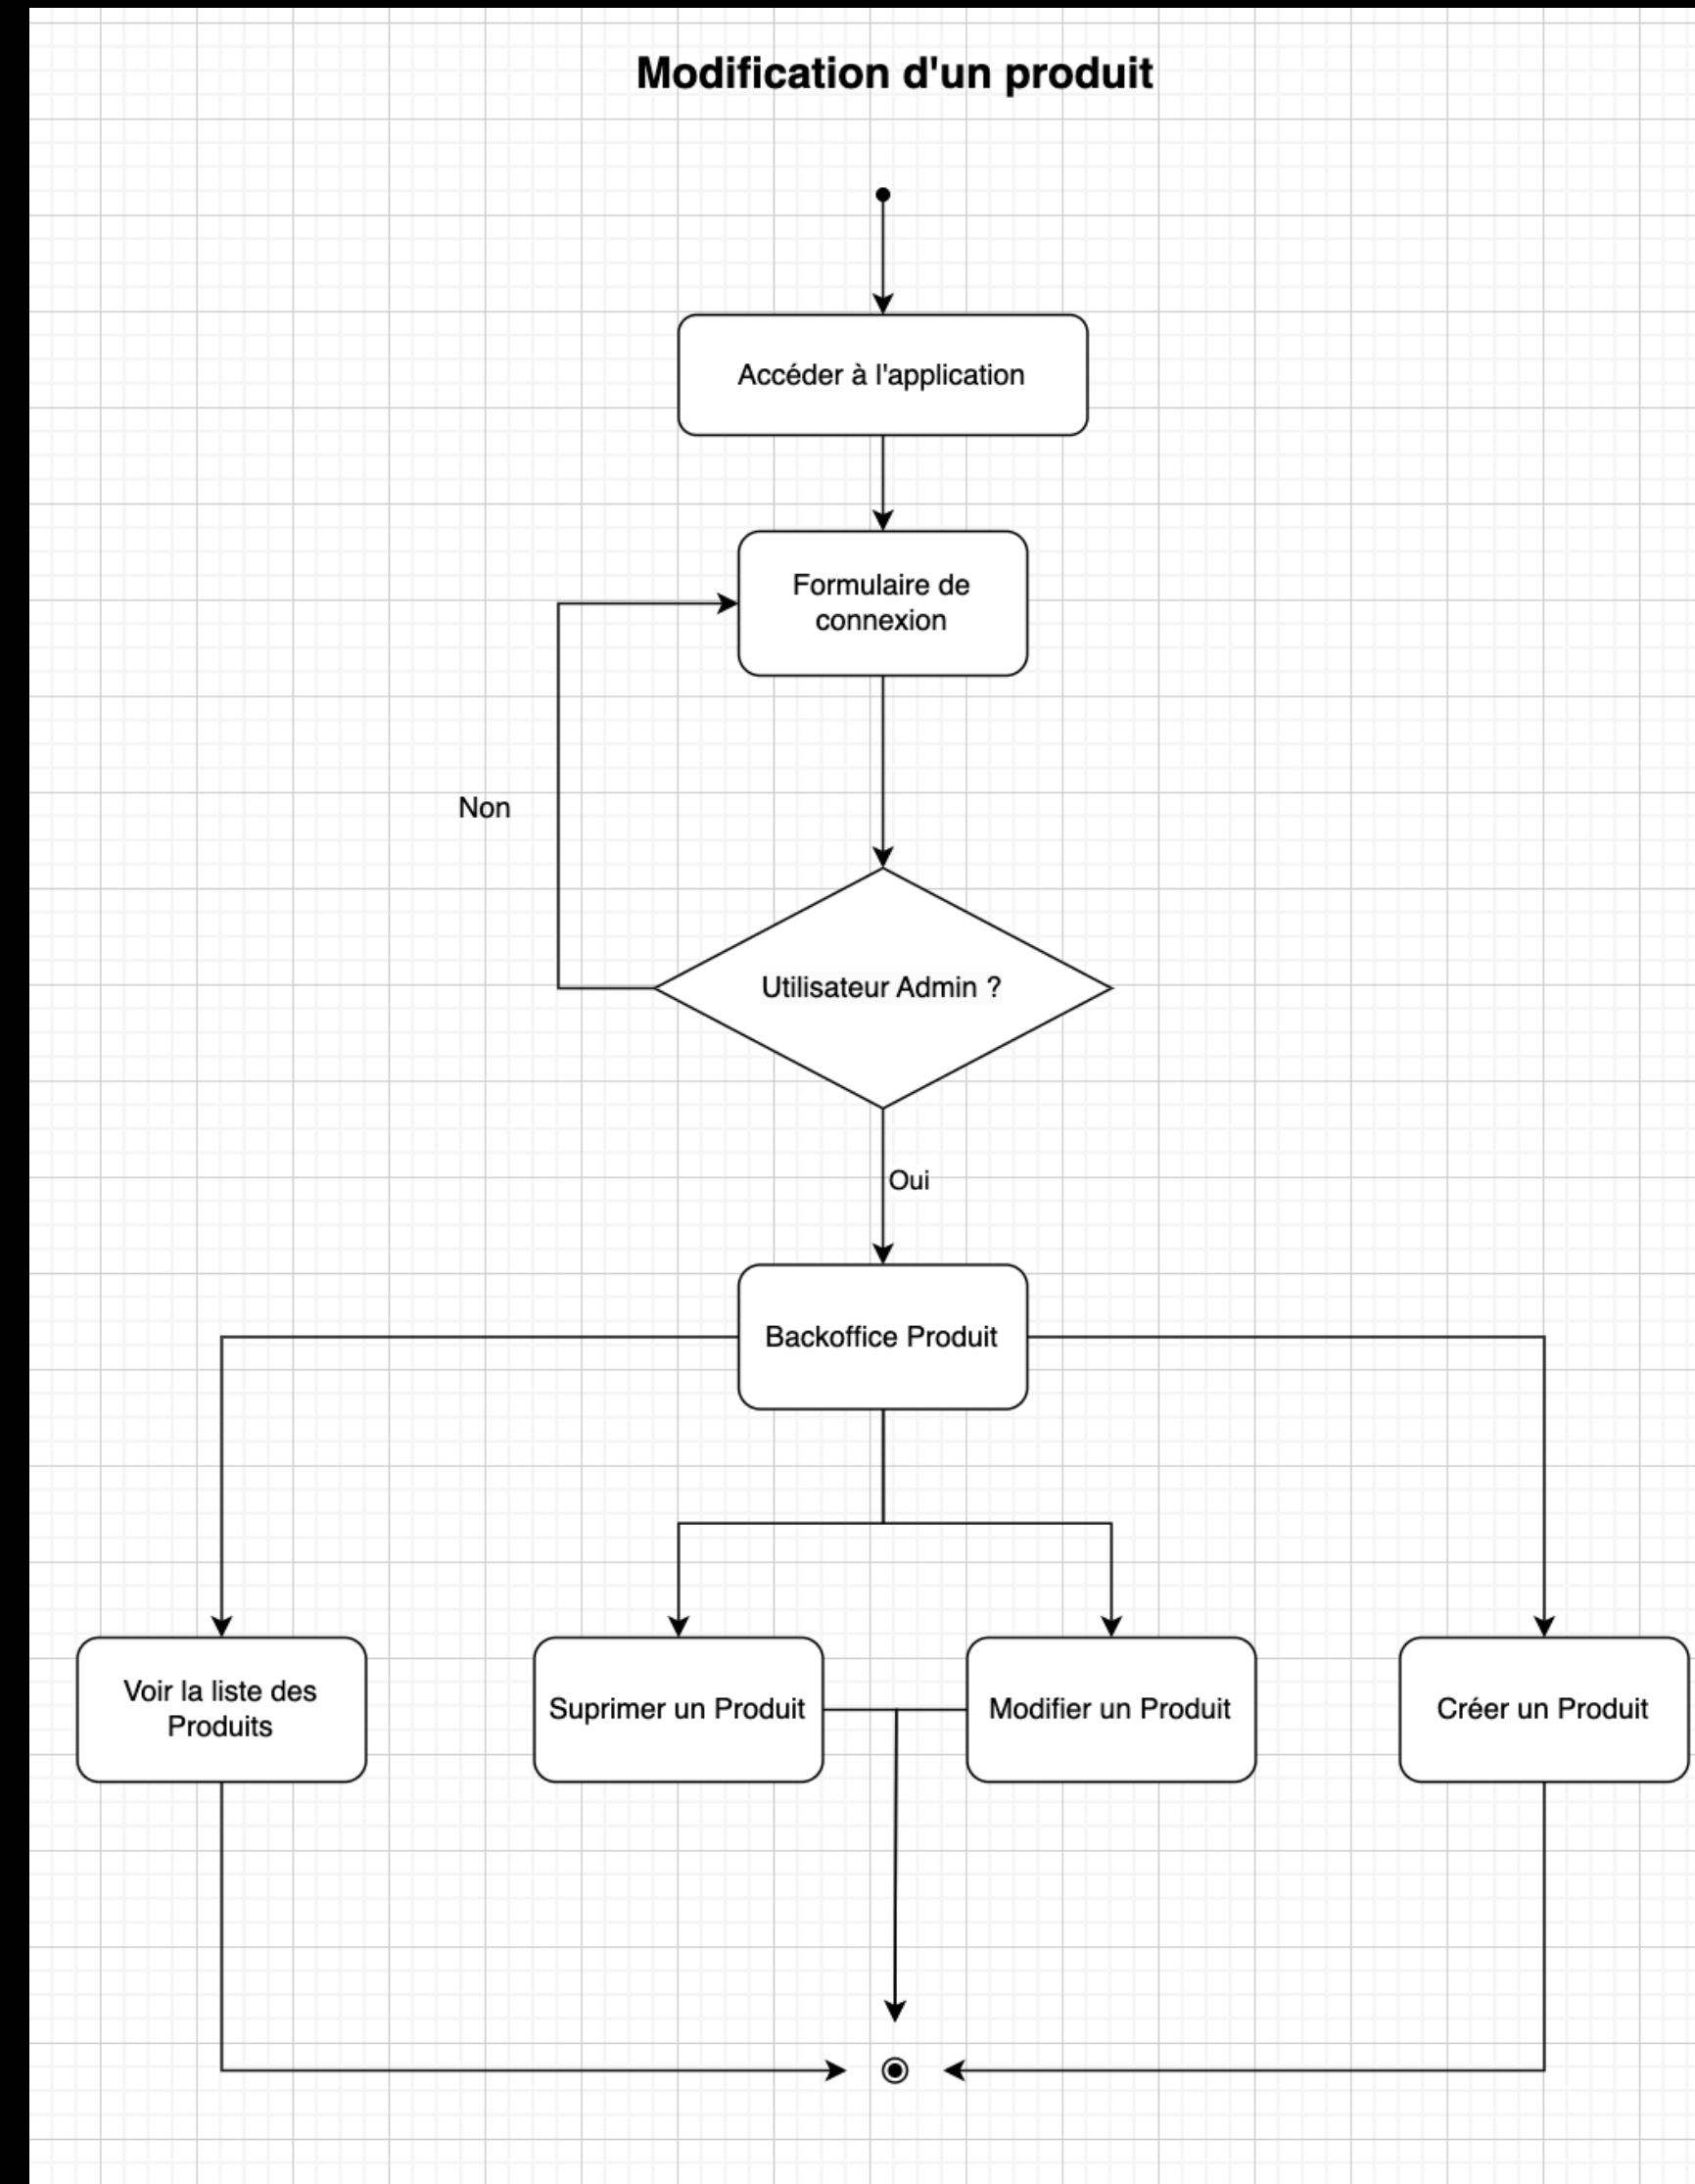 Modification d'un produit
Accéder à l'application
Formulaire de
connexion
Non
Utilisateur Admin ?
Oui
Backoffice Produit
Voir la liste des
Produits
Suprimer un Produit
Modifier un Produit
Créer un Produit